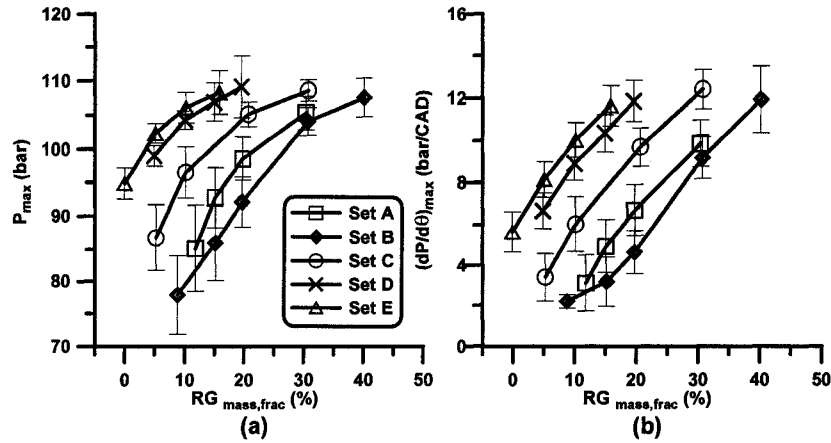 120
110
100
90
80
70
P max (bar)
Set A
Set B
Set C
Set D
Set E
0 10 20 30 40 50
RG mass,frac (%)
(a)
16
12
8
4
0
(dP/dθ)max (bar/CAD)
0 10 20 30 40 50
RG mass,frac (%)
(b)